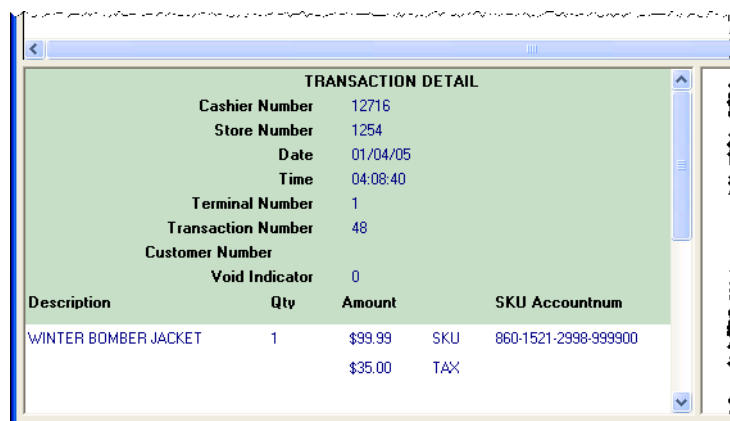 TRANSACTION DETAIL
Cashier Number 12716
Store Number 1254
Date 01/04/05
Time 04:08:40
Terminal Number 1
Transaction Number 48
Customer Number
Void Indicator 0
Description Qty Amount SKU Accountnum
WINTER BOMBER JACKET 1 $99.99 SKU 860-1521-2998-999900
$35.00 TAX